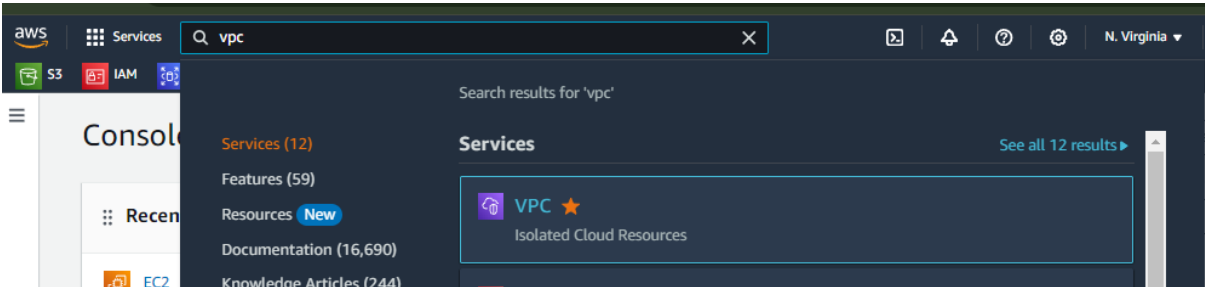 aws
Services
vpc
N. Virginia
S3
IAM
Search results for 'vpc'
Consol
Services (12)
Services
See all 12 results
Features (59)
VPC
Recen
Resources New
Isolated Cloud Resources
Documentation (16,690)
EC2
Knowledge Articles (244)